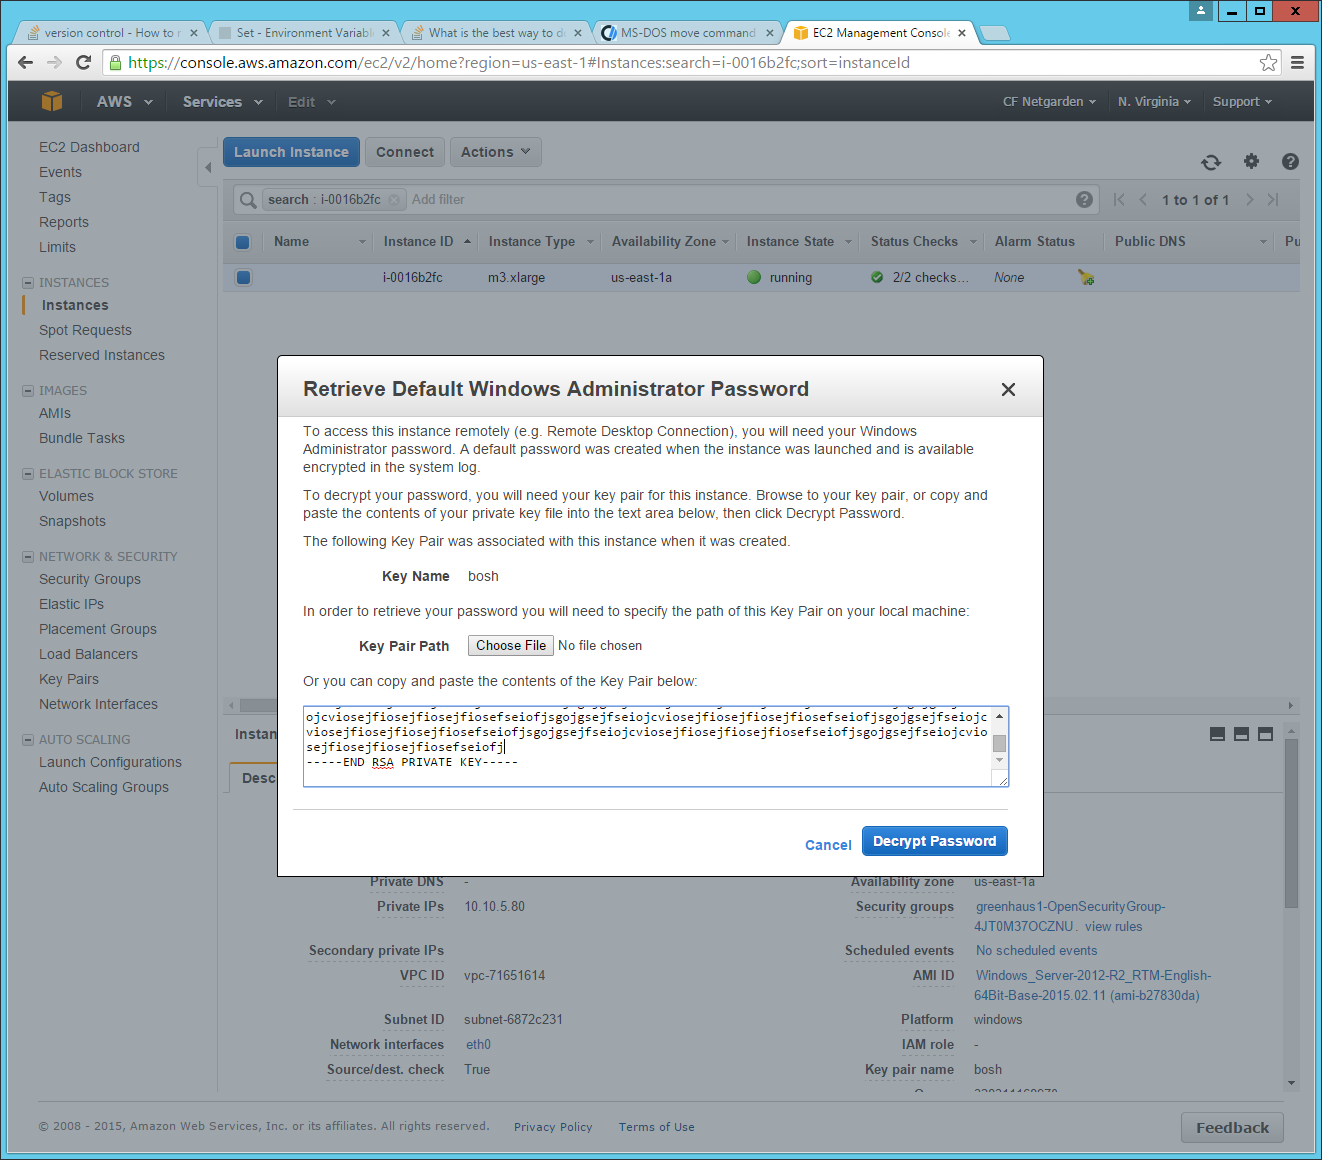 version control - How to r
Set - Environment Variable
What is the best way to de
MS-DOS move command
EC2 Management Console
https://console.aws.amazon.com/ec2/v2/home?region=us-east-1#Instances:search=i-0016b2fc;sort=instanceId
AWS Services Edit CF Netgarden N. Virginia Support
EC2 Dashboard
Events
Tags
Reports
Limits
INSTANCES
Instances
Spot Requests
Reserved Instances
IMAGES
AMIs
Bundle Tasks
ELASTIC BLOCK STORE
Volumes
Snapshots
NETWORK & SECURITY
Security Groups
Elastic IPs
Placement Groups
Load Balancers
Key Pairs
Network Interfaces
AUTO SCALING
Launch Configurations
Auto Scaling Groups
Launch Instance Connect Actions
search : i-0016b2fc Add filter 1 to 1 of 1
Name Instance ID Instance Type Availability Zone Instance State Status Checks Alarm Status Public DNS Pu
i-0016b2fc m3.xlarge us-east-1a running 2/2 checks... None
Retrieve Default Windows Administrator Password
To access this instance remotely (e.g. Remote Desktop Connection), you will need your Windows
Administrator password. A default password was created when the instance was launched and is available
encrypted in the system log.
To decrypt your password, you will need your key pair for this instance. Browse to your key pair, or copy and
paste the contents of your private key file into the text area below, then click Decrypt Password.
The following Key Pair was associated with this instance when it was created.
Key Name bosh
In order to retrieve your password you will need to specify the path of this Key Pair on your local machine:
Key Pair Path Choose File No file chosen
Or you can copy and paste the contents of the Key Pair below:
ojcviosejfiosejfiosejfiosefseiofjsgojgsejfseiojcviosejfiosejfiosejfiosefseiofjsgojgsejfseiojc
viosejfiosejfiosejfiosefseiofjsgojgsejfseiojcviosejfiosejfiosejfiosefseiofjsgojgsejfseiojcvio
sejfiosejfiosejfiosefseiofj
-----END RSA PRIVATE KEY-----
Cancel Decrypt Password
Instan
Desc
Private DNS -
Private IPs 10.10.5.80
Secondary private IPs
VPC ID vpc-71651614
Subnet ID subnet-6872c231
Network interfaces eth0
Source/dest. check True
Availability zone us-east-1a
Security groups greenhaus1-OpenSecurityGroup-
4JT0M37OCZNU. view rules
Scheduled events No scheduled events
AMI ID Windows_Server-2012-R2_RTM-English-
64Bit-Base-2015.02.11 (ami-b27830da)
Platform windows
IAM role -
Key pair name bosh
© 2008 - 2015, Amazon Web Services, Inc. or its affiliates. All rights reserved. Privacy Policy Terms of Use
Feedback